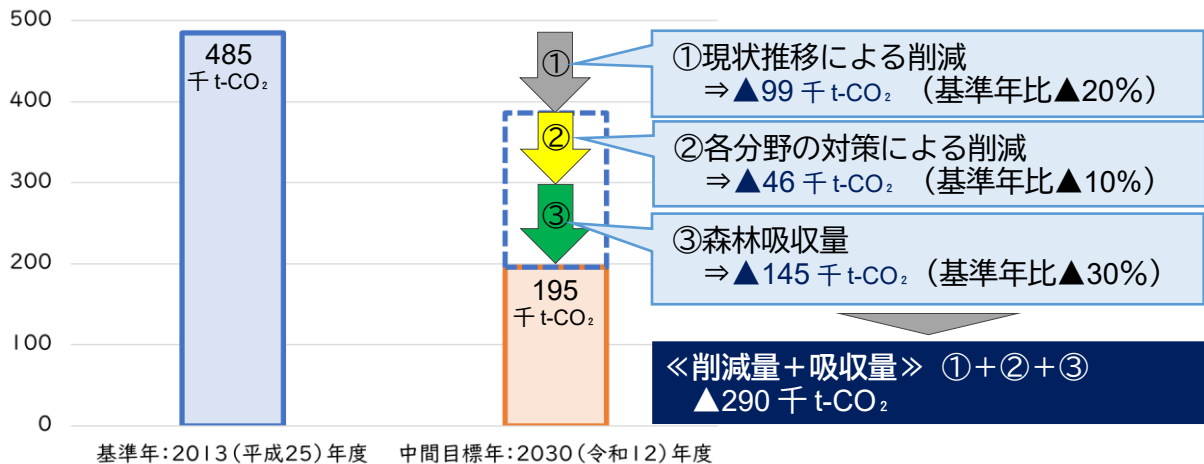 500
400
300
200
100
0
485
千 t-CO₂
195
千 t-CO₂
①
②
③
基準年:2013(平成25)年度
中間目標年:2030(令和12)年度
①現状推移による削減
⇒▲99 千 t-CO₂ (基準年比▲20%)
②各分野の対策による削減
⇒▲46 千 t-CO₂ (基準年比▲10%)
③森林吸収量
⇒▲145 千 t-CO₂ (基準年比▲30%)
≪削減量+吸収量≫ ①+②+③
▲290 千 t-CO₂